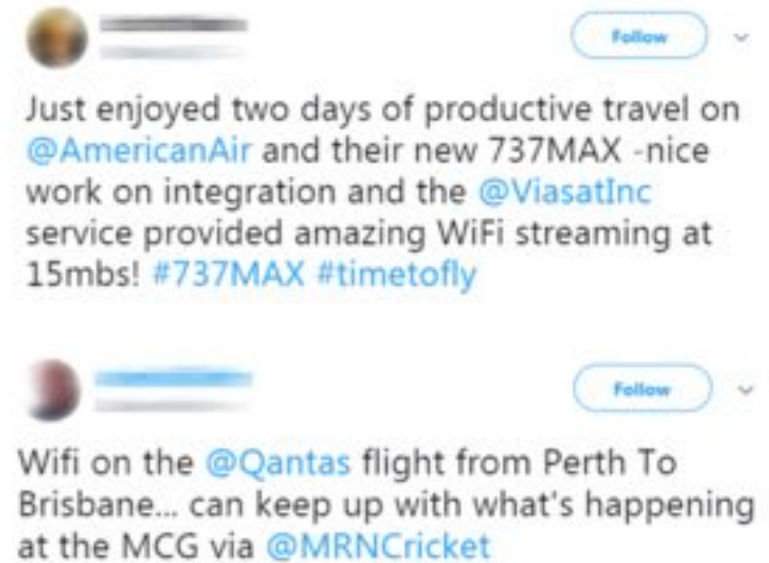 Follow
Just enjoyed two days of productive travel on
@AmericanAir and their new 737MAX -nice
work on integration and the @ViasatInc
service provided amazing WiFi streaming at
15mbs! #737MAX #timetofly
Follow
Wifi on the @Qantas flight from Perth To
Brisbane... can keep up with what's happening
at the MCG via @MRNCricket